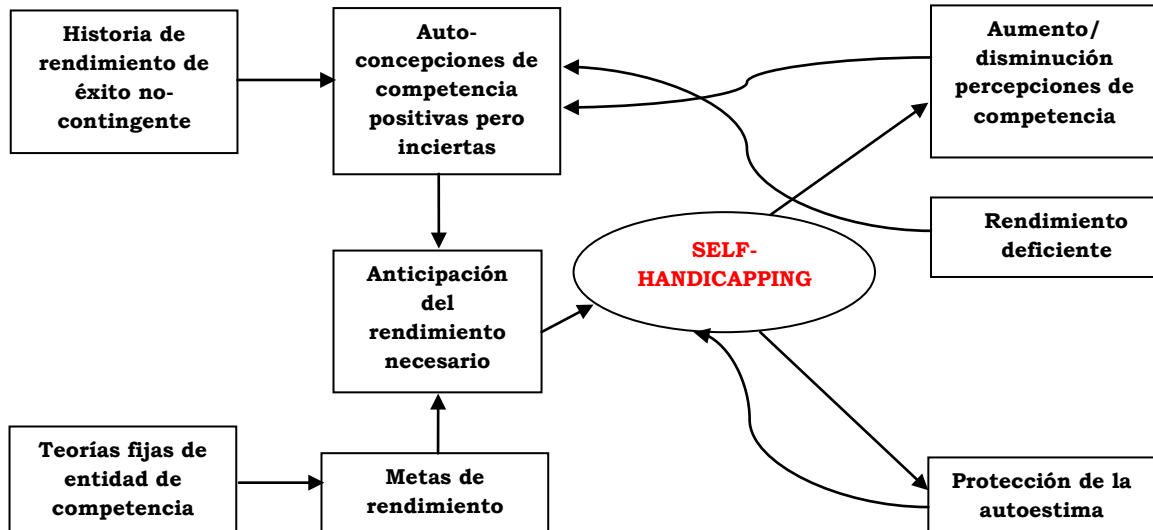 Historia de
rendimiento de
éxito no-
contingente
Auto-
concepciones de
competencia
positivas pero
inciertas
Aumento/
disminución
percepciones de
competencia
Rendimiento
deficiente
SELF-
HANDICAPPING
Anticipación
del
rendimiento
necesario
Teorías fijas de
entidad de
competencia
Metas de
rendimiento
Protección de la
autoestima